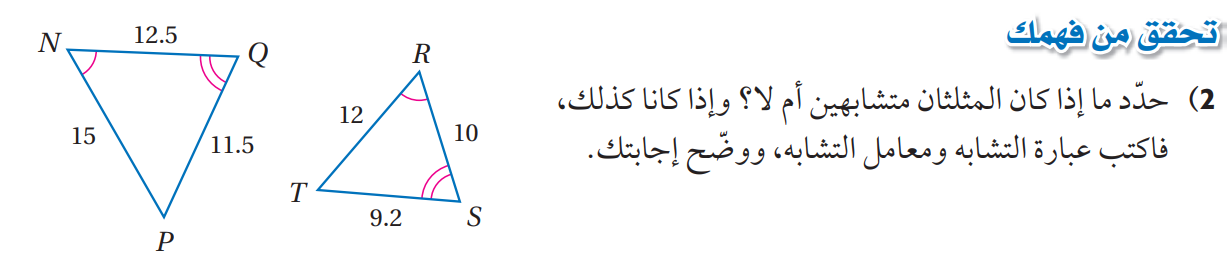 تحقق من فهمك
2) حدّد ما إذا كان المثلثان متشابهين أم لا؟ وإذا كانا كذلك،
فاكتب عبارة التشابه ومعامل التشابه، ووضّح إجابتك.
N
12.5
Q
15
11.5
P
R
12
10
T
9.2
S